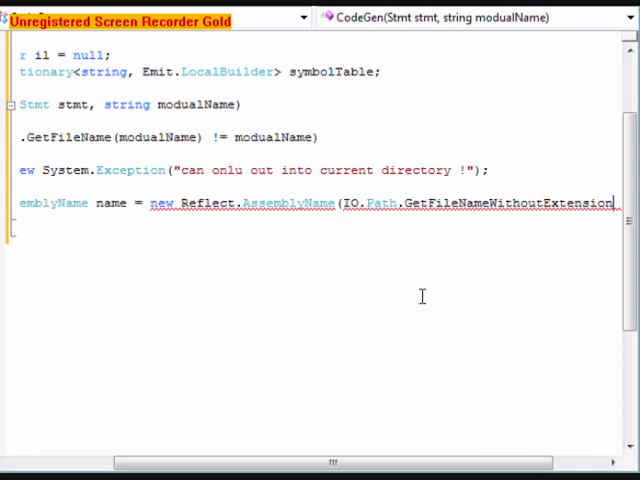 Unregistered Screen Recorder Gold
CodeGen(Stmt stmt, string modualName)
r il = null;
tionary<string, Emit.LocalBuilder> symbolTable;
Stmt stmt, string modualName)
.GetFileName(modualName) != modualName)
ew System.Exception("can onlu out into current directory !");
emblyName name = new Reflect.AssemblyName(IO.Path.GetFileNameWithoutExtension